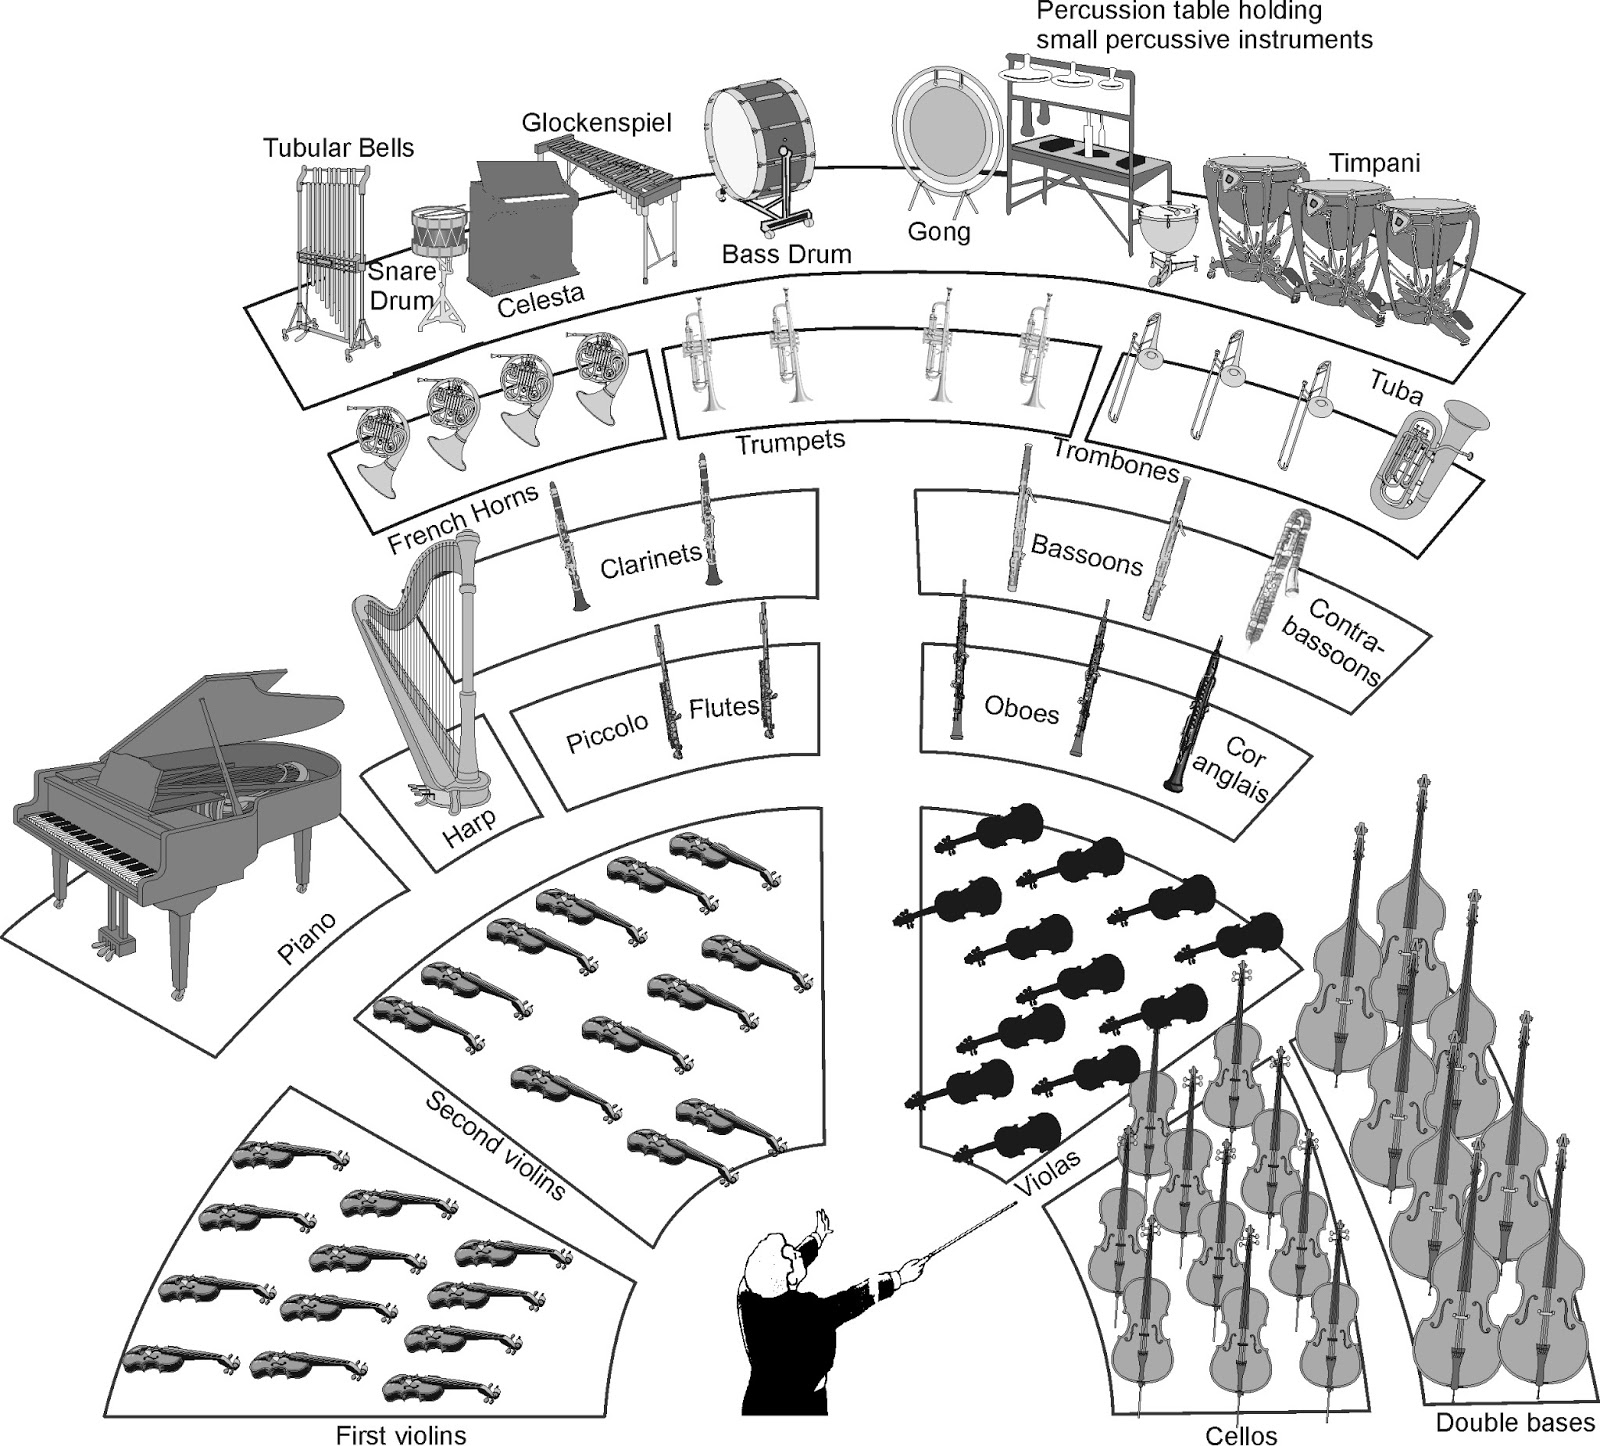 Percussion table holding
small percussive instruments
Glockenspiel
Tubular Bells
Timpani
Gong
Bass Drum
Snare
Drum
Celesta
Tuba
Trumpets
Trombones
French Horns
Clarinets
Bassoons
Contra-
bassoons
Piccolo
Flutes
Oboes
Cor
anglais
Harp
Piano
Second violins
Violas
First violins
Cellos
Double bases